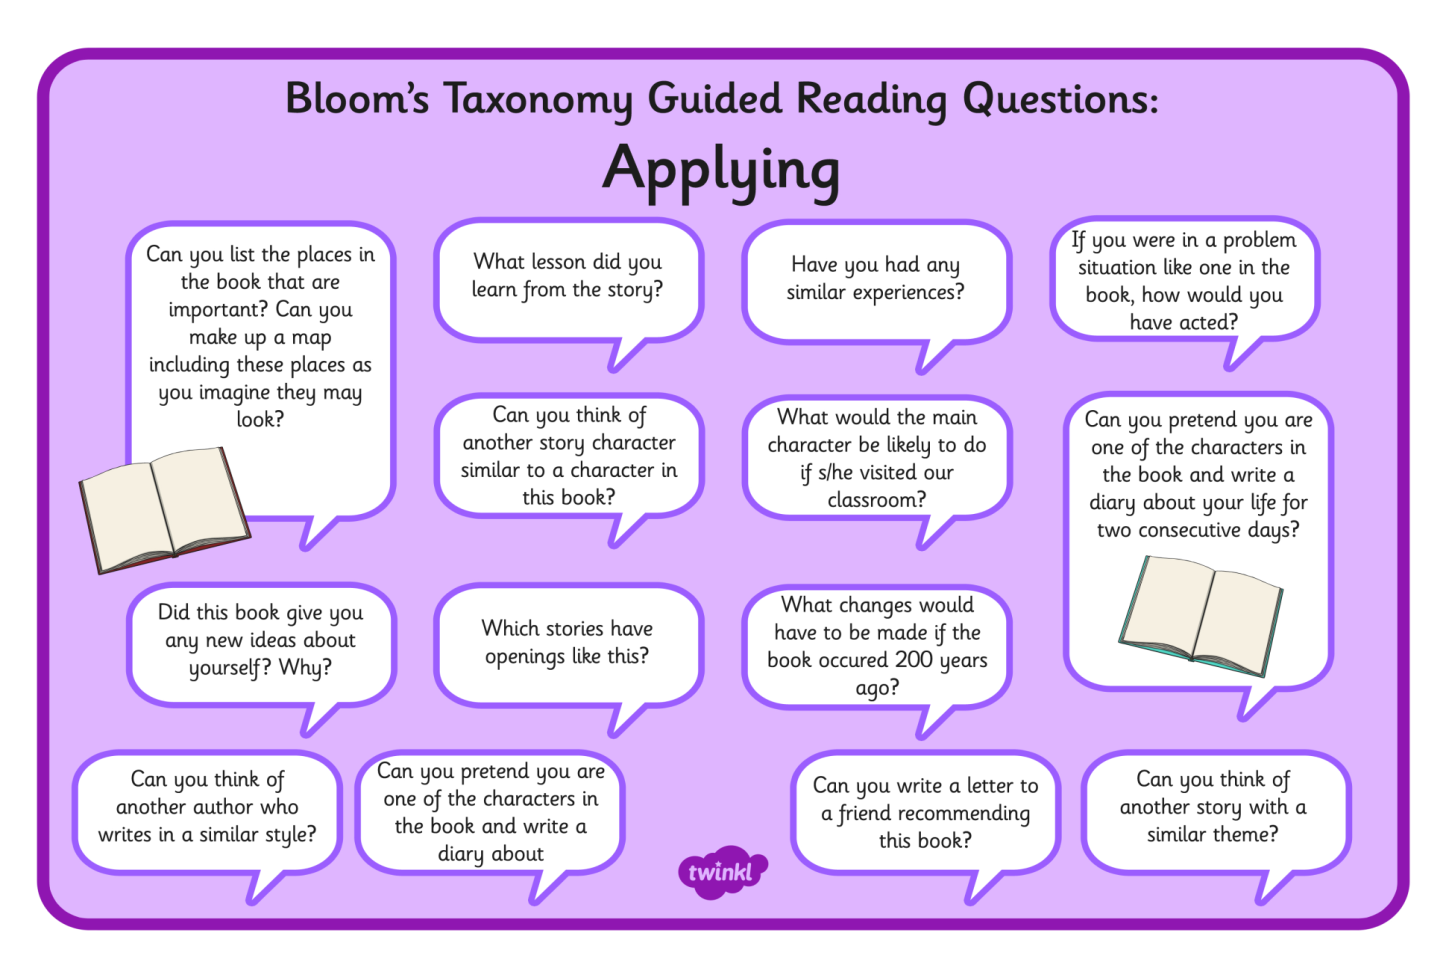 Bloom's Taxonomy Guided Reading Questions:
Applying
Can you list the places in
the book that are
important? Can you
make up a map
including these places as
you imagine they may
look?
What lesson did you
learn from the story?
Have you had any
similar experiences?
If you were in a problem
situation like one in the
book, how would you
have acted?
Can you think of
another story character
similar to a character in
this book?
What would the main
character be likely to do
if s/he visited our
classroom?
Can you pretend you are
one of the characters in
the book and write a
diary about your life for
two consecutive days?
Did this book give you
any new ideas about
yourself? Why?
Which stories have
openings like this?
What changes would
have to be made if the
book occured 200 years
ago?
Can you think of
another author who
writes in a similar style?
Can you pretend you are
one of the characters in
the book and write a
diary about
twinkl
Can you write a letter to
a friend recommending
this book?
Can you think of
another story with a
similar theme?